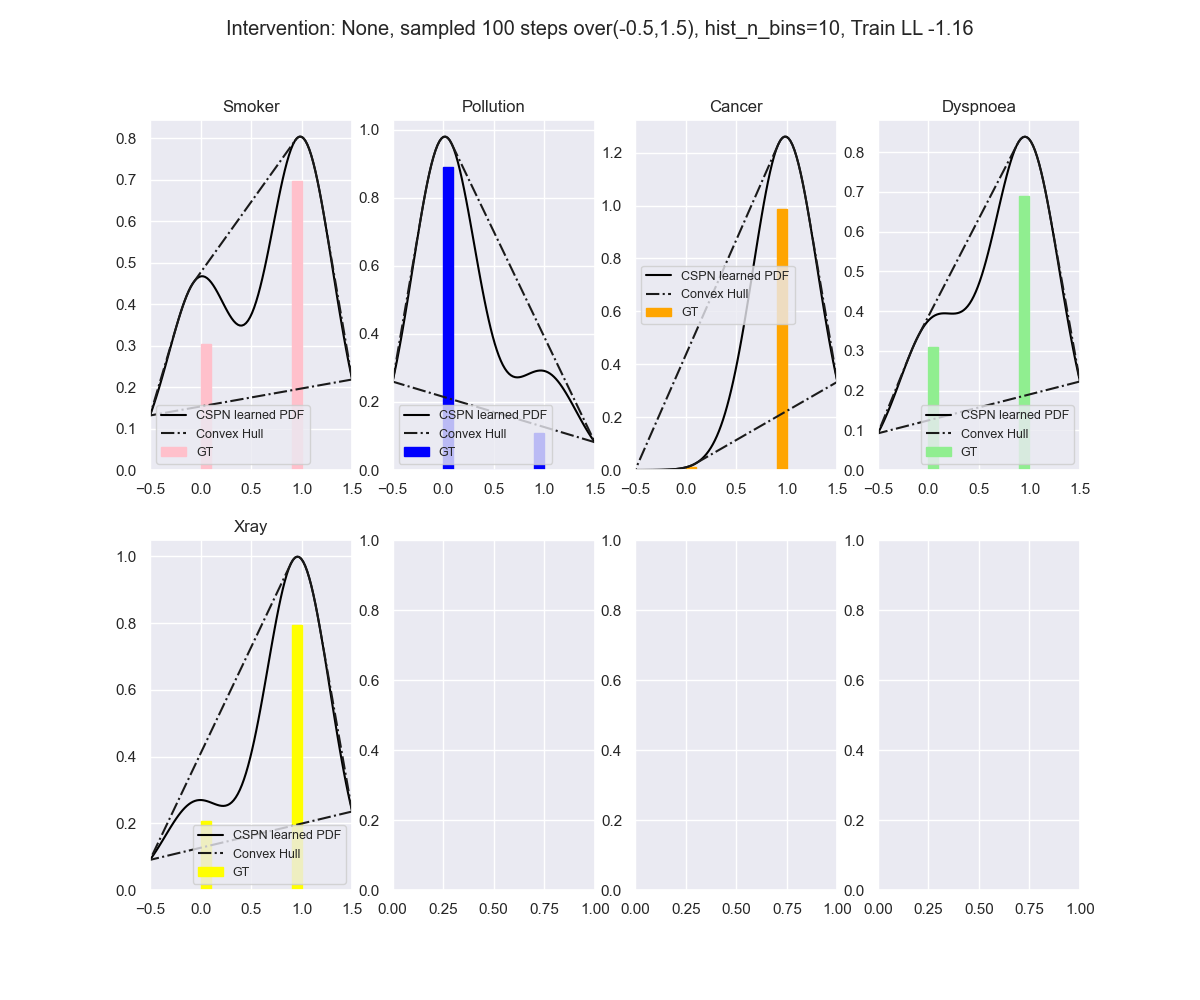 Intervention: None, sampled 100 steps over(-0.5,1.5), hist_n_bins=10, Train LL -1.16
Smoker
0.8
0.7
0.6
0.5
0.4
0.3
0.2
0.1
0.0
CSPN learned PDF
Convex Hull
GT
−0.5 0.0 0.5 1.0 1.5
Pollution
1.0
0.8
0.6
0.4
0.2
0.0
CSPN learned PDF
Convex Hull
GT
−0.5 0.0 0.5 1.0 1.5
Cancer
1.2
1.0
0.8
0.6
0.4
0.2
0.0
CSPN learned PDF
Convex Hull
GT
−0.5 0.0 0.5 1.0 1.5
Dyspnoea
0.8
0.7
0.6
0.5
0.4
0.3
0.2
0.1
0.0
CSPN learned PDF
Convex Hull
GT
−0.5 0.0 0.5 1.0 1.5
Xray
1.0
0.8
0.6
0.4
0.2
0.0
CSPN learned PDF
Convex Hull
GT
−0.5 0.0 0.5 1.0 1.5
1.0
0.8
0.6
0.4
0.2
0.0
0.00 0.25 0.50 0.75 1.00
1.0
0.8
0.6
0.4
0.2
0.0
0.00 0.25 0.50 0.75 1.00
1.0
0.8
0.6
0.4
0.2
0.0
0.00 0.25 0.50 0.75 1.00